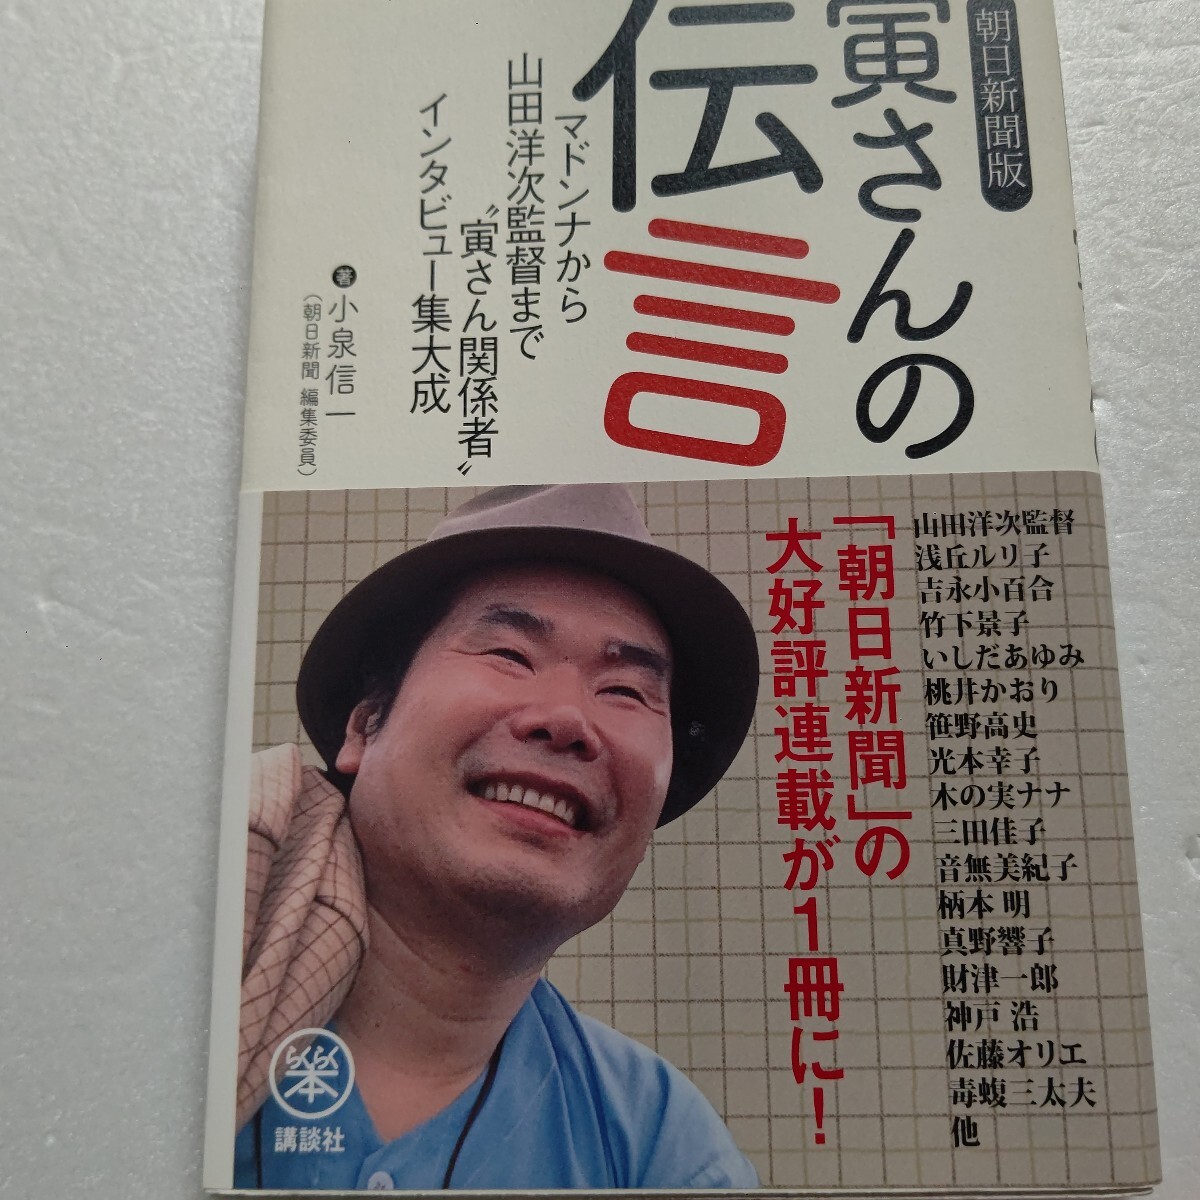 朝日新聞版
寅さんの
伝言
マドンナから
山田洋次監督まで
〝寅さん関係者〟
インタビュー集大成
著 小泉信一
(朝日新聞 編集委員)
山田洋次監督
浅丘ルリ子
吉永小百合
竹下景子
いしだあゆみ
桃井かおり
笹野高史
光本幸子
木の実ナナ
三田佳子
音無美紀子
柄本 明
真野響子
財津一郎
神戸 浩
佐藤オリエ
毒蝮三太夫
他
「朝日新聞」の
大好評連載が1冊に!
らくらく
本
講談社